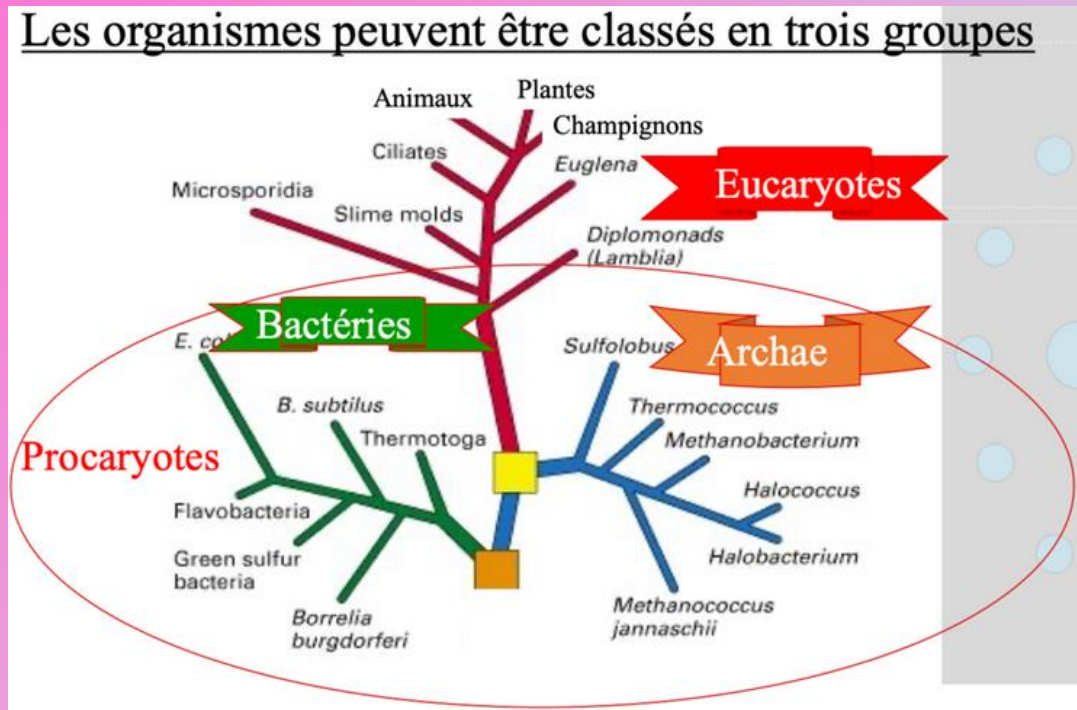 Les organismes peuvent être classés en trois groupes
Animaux
Plantes
Champignons
Ciliates
Euglena
Microsporidia
Slime molds
Eucaryotes
Diplomonads
(Lamblia)
Bactéries
Archae
E. col
Sulfolobus
B. subtilus
Thermotoga
Thermococcus
Methanobacterium
Procaryotes
Halococcus
Flavobacteria
Green sulfur
bacteria
Halobacterium
Borrelia
burgdorferi
Methanococcus
jannaschii